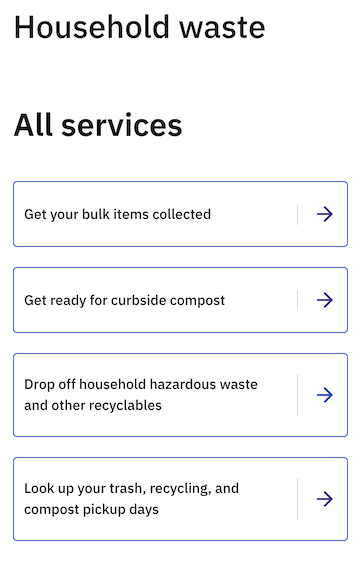 Household waste
All services
Get your bulk items collected
Get ready for curbside compost
Drop off household hazardous waste
and other recyclables
Look up your trash, recycling, and
compost pickup days